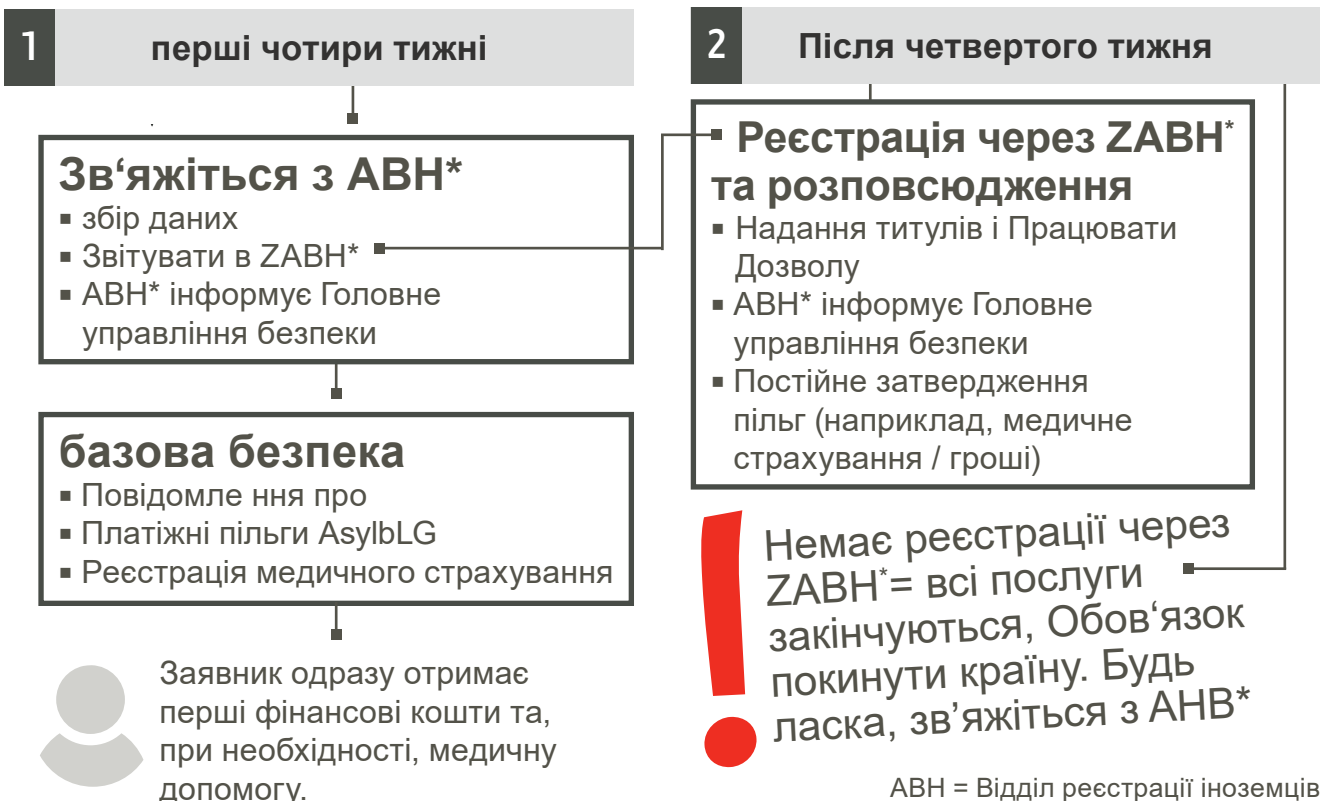 1 перші чотири тижні
Зв‘яжіться з ABH*
▪ збір даних
▪ Звітувати в ZABH*
▪ ABH* інформує Головне
управління безпеки
базова безпека
▪ Повідомле ння про
▪ Платіжні пільги AsylbLG
▪ Реєстрація медичного страхування
Заявник одразу отримає
перші фінансові кошти та,
при необхідності, медичну
допомогу.
2 Після четвертого тижня
Реєстрація через ZABH*
та розповсюдження
▪ Надання титулів і Працювати
Дозволу
▪ ABH* інформує Головне
управління безпеки
▪ Постійне затвердження
пільг (наприклад, медичне
страхування / гроші)
! Немає реєстрації через
ZABH*= всі послуги
закінчуються, Обов‘язок
покинути країну. Будь
ласка, зв’яжіться з АНВ*
ABH = Відділ реєстрації іноземців